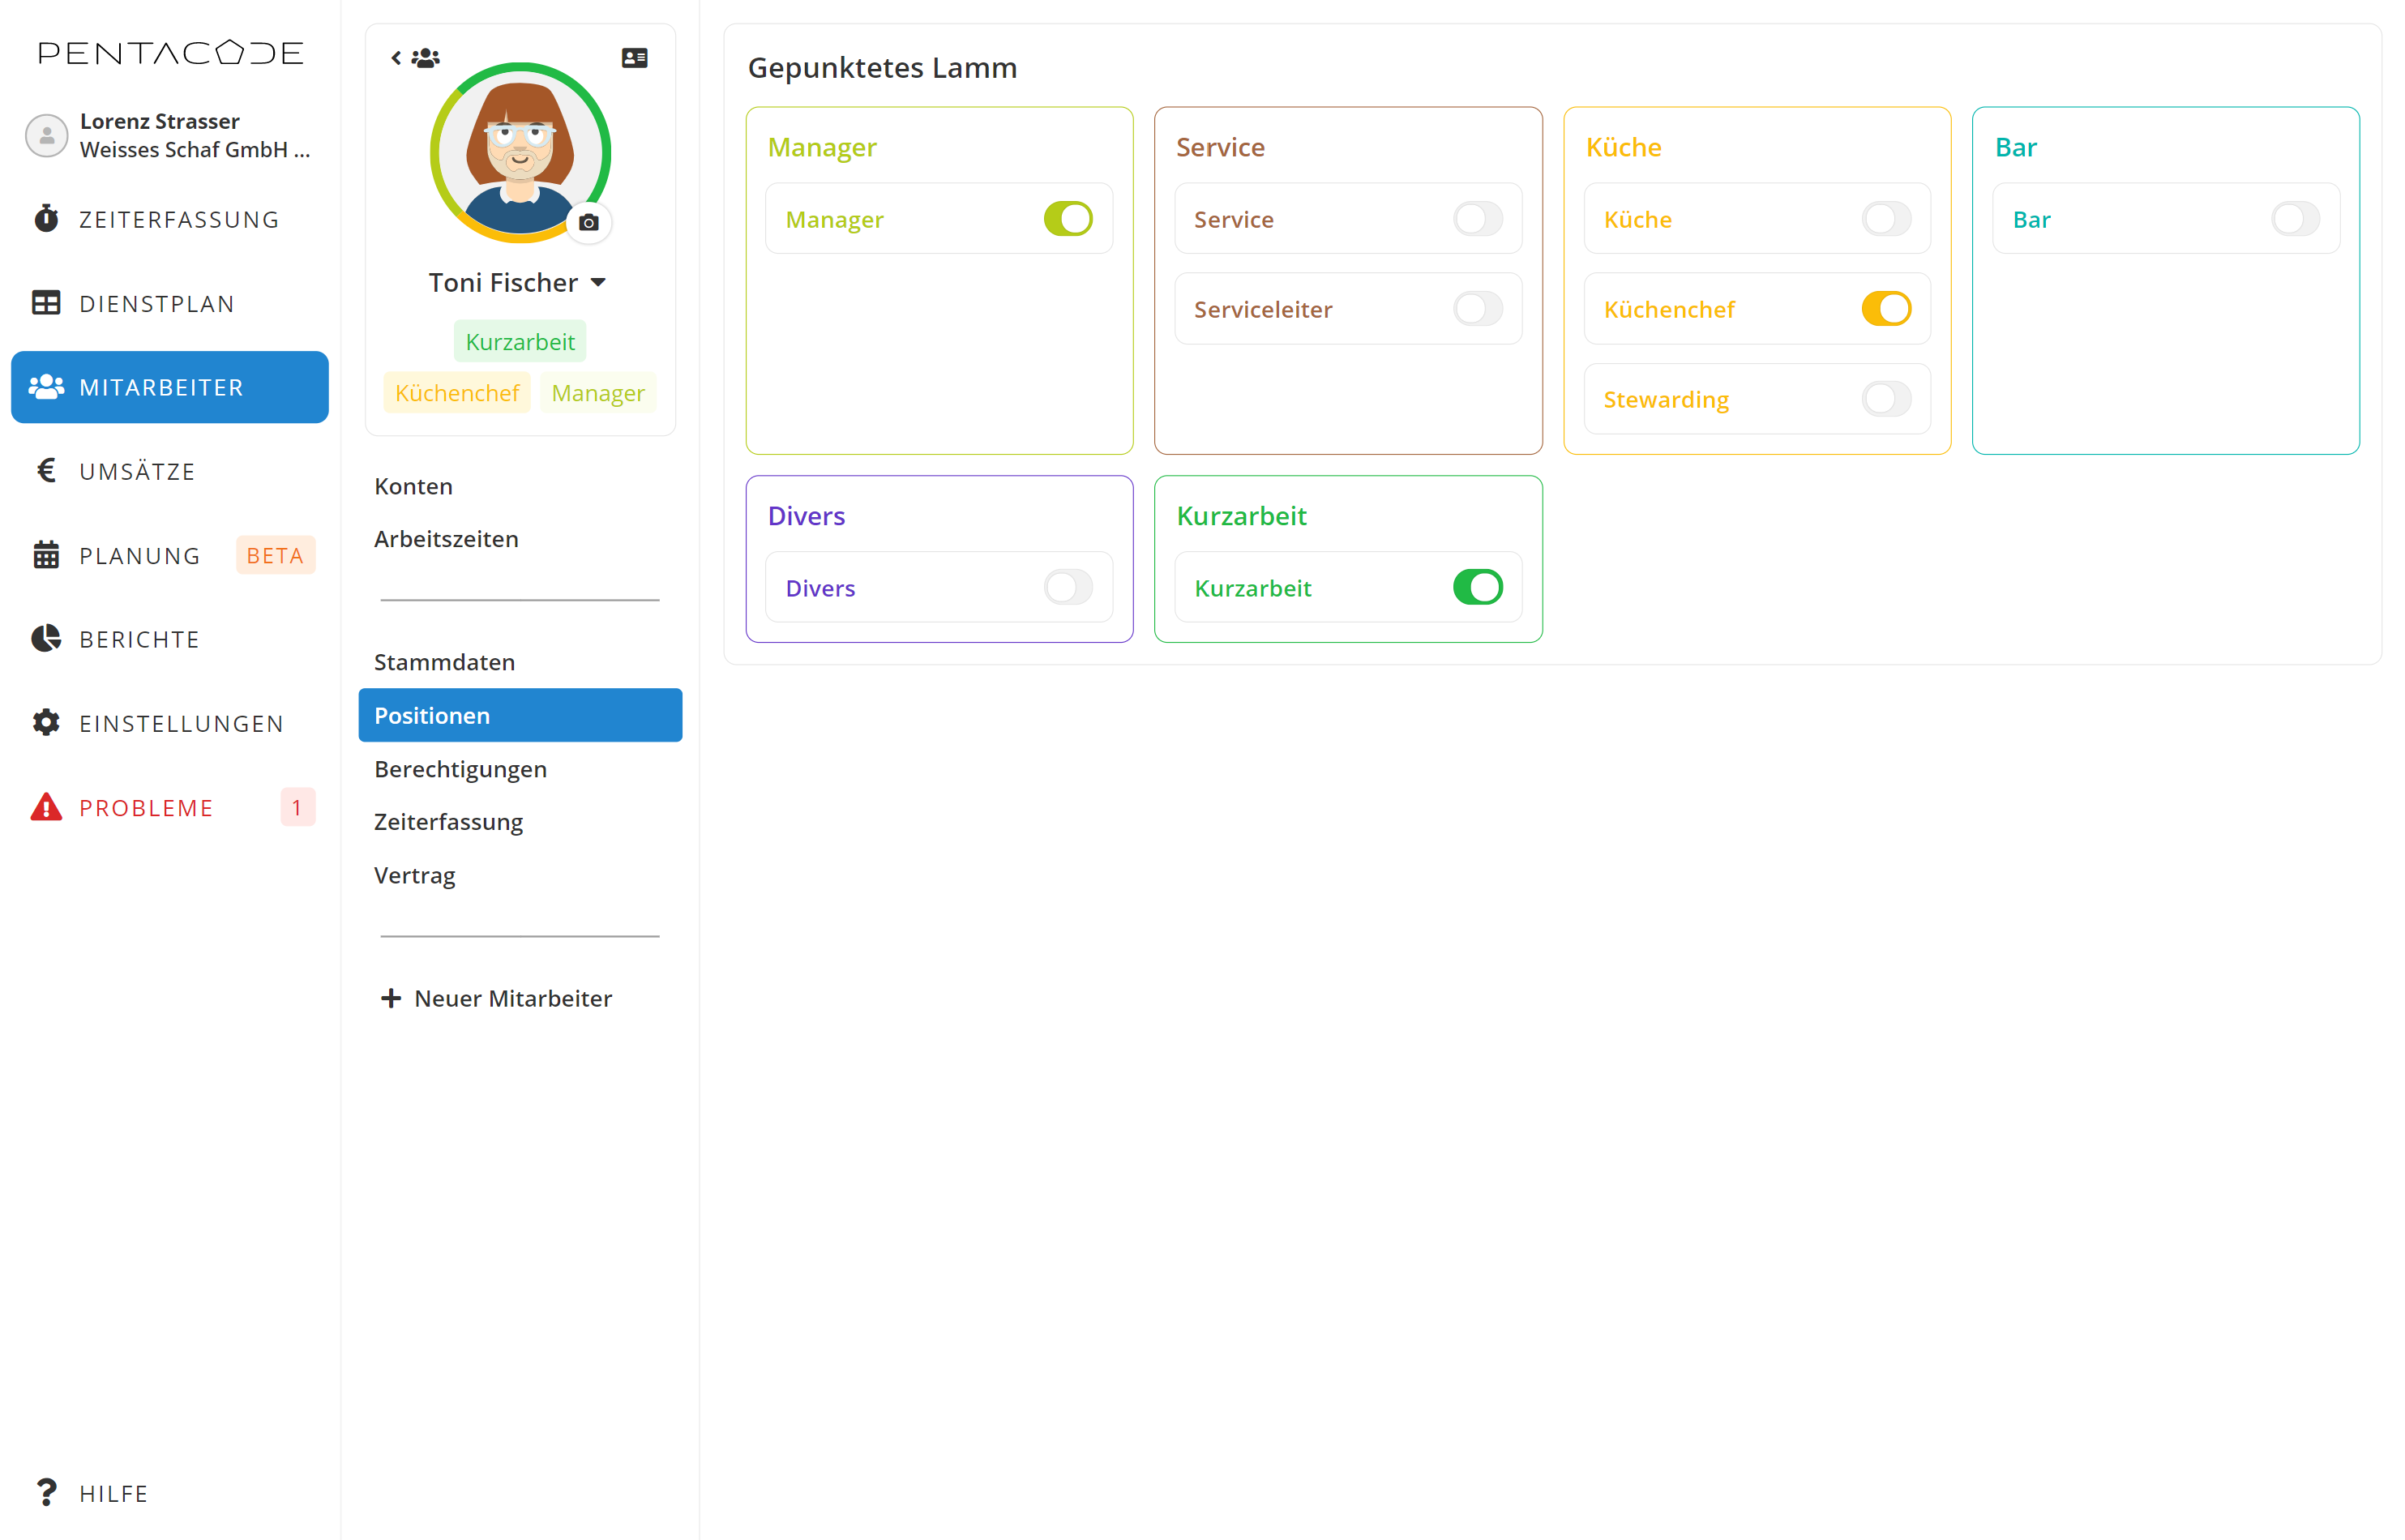 PENTACODE
Lorenz Strasser
Weisses Schaf GmbH ...
ZEITERFASSUNG
DIENSTPLAN
MITARBEITER
€ UMSÄTZE
PLANUNG BETA
BERICHTE
EINSTELLUNGEN
PROBLEME 1
? HILFE
Toni Fischer
Kurzarbeit
Küchenchef Manager
Konten
Arbeitszeiten
Stammdaten
Positionen
Berechtigungen
Zeiterfassung
Vertrag
+ Neuer Mitarbeiter
Gepunktetes Lamm
Manager
Manager
Service
Service
Serviceleiter
Küche
Küche
Küchenchef
Stewarding
Bar
Bar
Divers
Divers
Kurzarbeit
Kurzarbeit